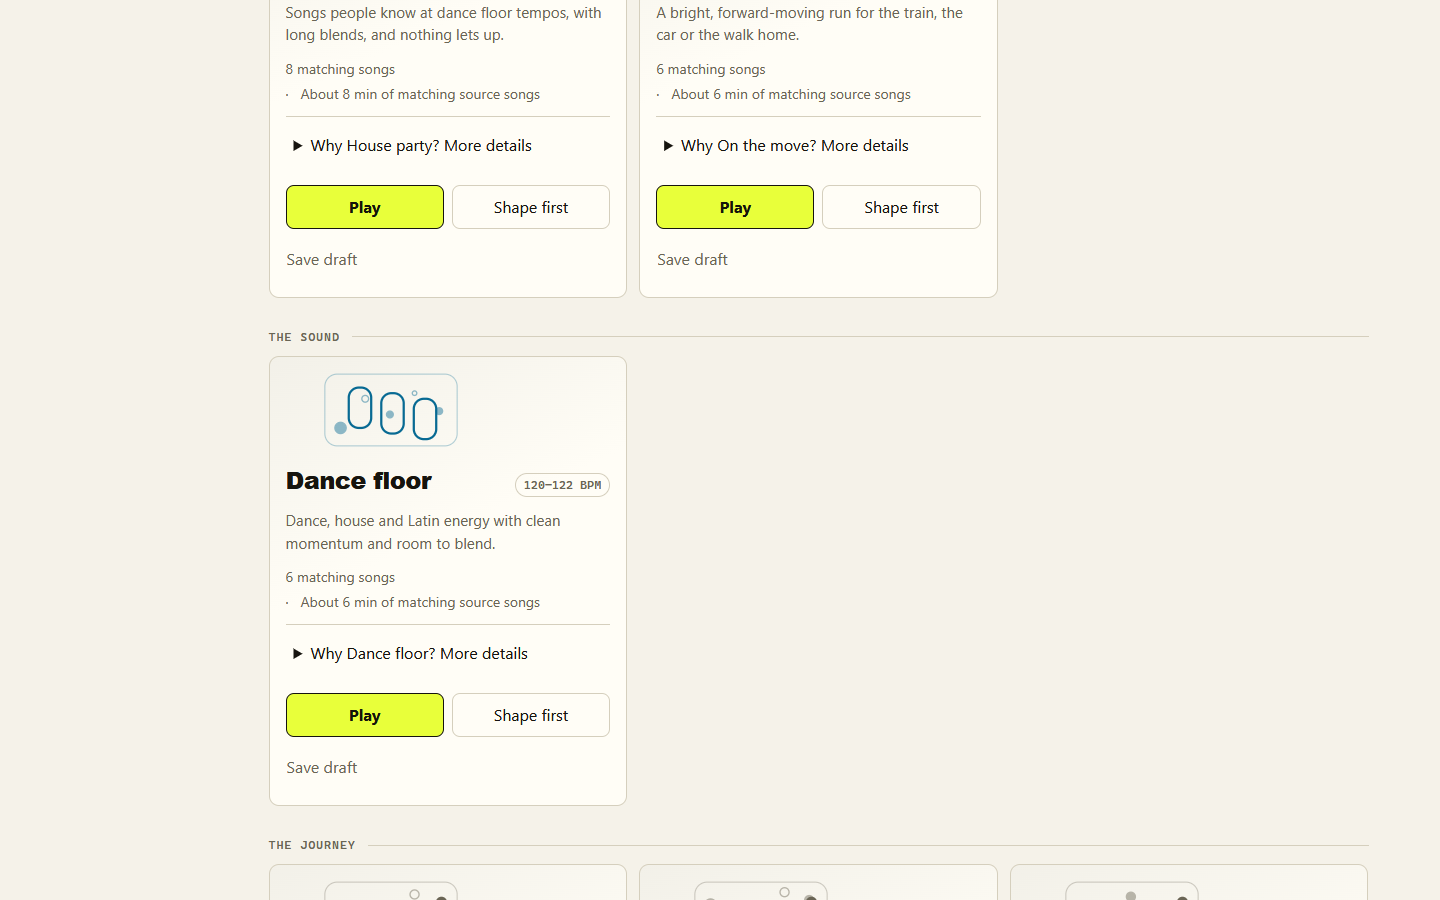 Songs people know at dance floor tempos, with
long blends, and nothing lets up.
8 matching songs
· About 8 min of matching source songs
▶ Why House party? More details
Play
Shape first
Save draft
A bright, forward-moving run for the train, the
car or the walk home.
6 matching songs
· About 6 min of matching source songs
▶ Why On the move? More details
Play
Shape first
Save draft
THE SOUND
Dance floor
120–122 BPM
Dance, house and Latin energy with clean
momentum and room to blend.
6 matching songs
· About 6 min of matching source songs
▶ Why Dance floor? More details
Play
Shape first
Save draft
THE JOURNEY